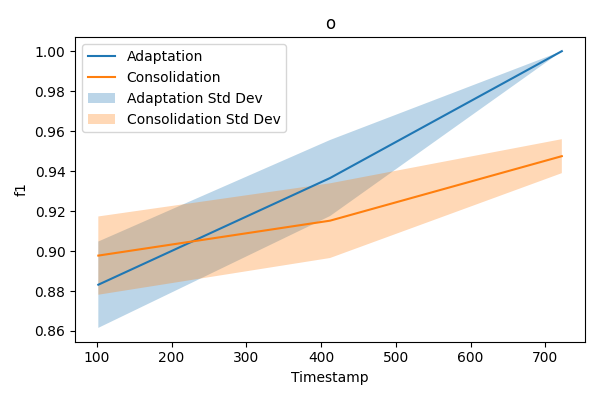 o
Adaptation
Consolidation
Adaptation Std Dev
Consolidation Std Dev
1.00
0.98
0.96
0.94
0.92
0.90
0.88
0.86
f1
100 200 300 400 500 600 700
Timestamp